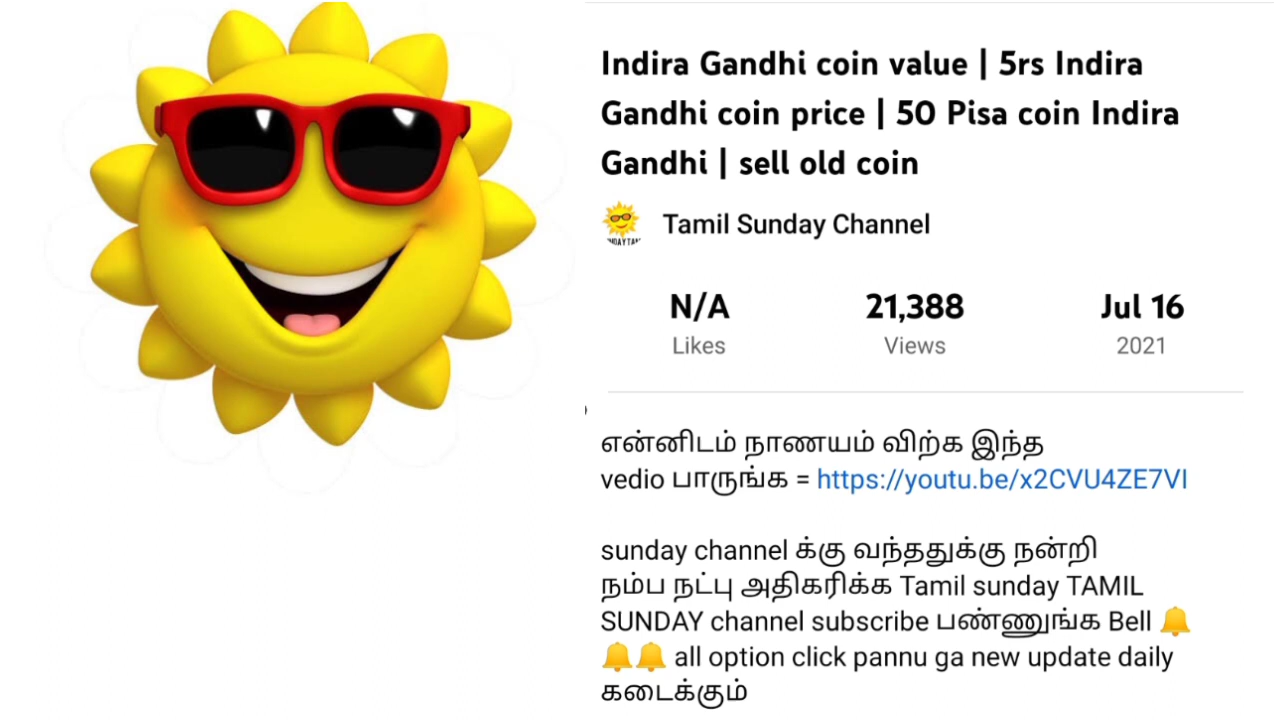 Indira Gandhi coin value | 5rs Indira
Gandhi coin price | 50 Pisa coin Indira
Gandhi | sell old coin
Tamil Sunday Channel
N/A 21,388 Jul 16
Likes Views 2021
என்னிடம் நாணயம் விற்க இந்த
vedio பாருங்க = https://youtu.be/x2CVU4ZE7VI
sunday channel க்கு வந்ததுக்கு நன்றி
நம்ப நட்பு அதிகரிக்க Tamil sunday TAMIL
SUNDAY channel subscribe பண்ணுங்க Bell 🔔
🔔🔔 all option click pannu ga new update daily
கடைக்கும்